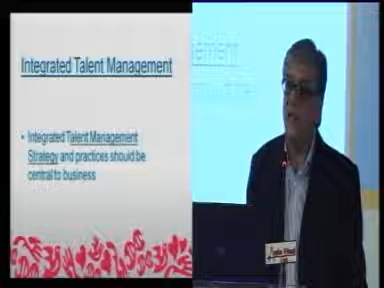 Integrated Talent Management
• Integrated Talent Management
Strategy and practices should be
central to business